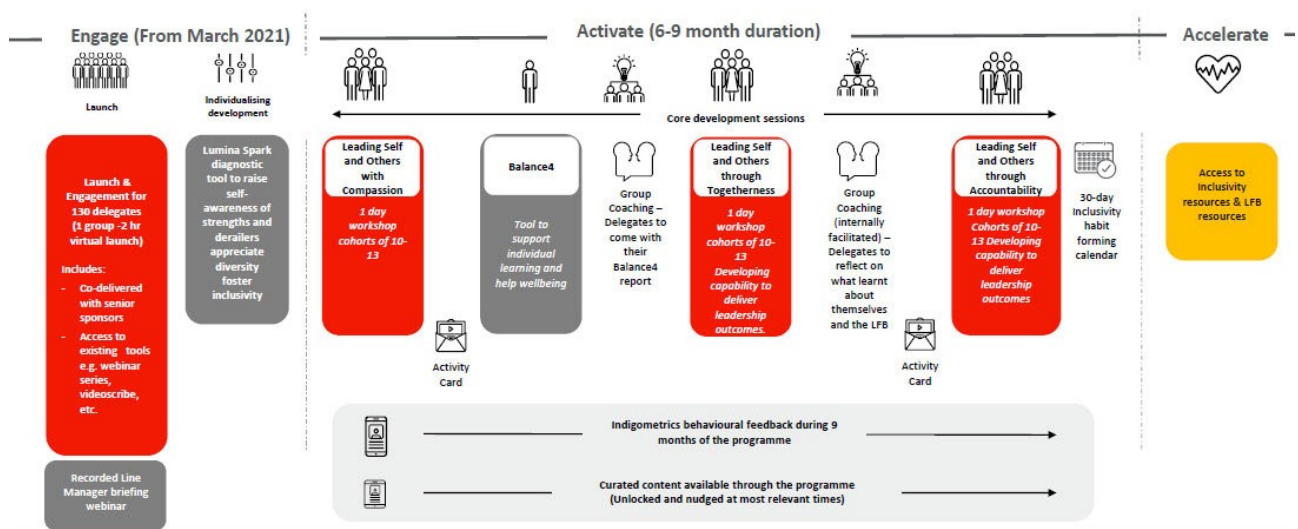 Engage (From March 2021)
Activate (6-9 month duration)
Accelerate
Launch
Individualising
development
Core development sessions
Launch &
Engagement for
130 delegates
(1 group -2 hr
virtual launch)
Includes:
- Co-delivered with
senior
sponsors
- Access to
existing tools
e.g. webinar
series,
videoscribe,
etc.
Recorded Line
Manager briefing
webinar
Lumina Spark
diagnostic
tool to raise
self-
awareness of
strengths and
derailers
appreciate
diversity
foster
inclusivity
Leading Self
and Others
with
Compassion
1 day
workshop
cohorts of 10-
13
Activity
Card
Balance4
Tool to
support
individual
learning and
help wellbeing
Group
Coaching –
Delegates to
come with
their
Balance4
report
Leading Self
and Others
through
Togetherness
1 day
workshop
cohorts of 10-
13
Developing
capability to
deliver
leadership
outcomes.
Group
Coaching
(internally
facilitated) –
Delegates to
reflect on
what learnt
about
themselves
and the LFB
Activity
Card
Leading Self
and Others
through
Accountability
1 day
workshop
Cohorts of 10-
13 Developing
capability to
deliver
leadership
outcomes
30-day
Inclusivity
habit
forming
calendar
Access to
Inclusivity
resources & LFB
resources
Indigometrics behavioural feedback during 9
months of the programme
Curated content available through the programme
(Unlocked and nudged at most relevant times)